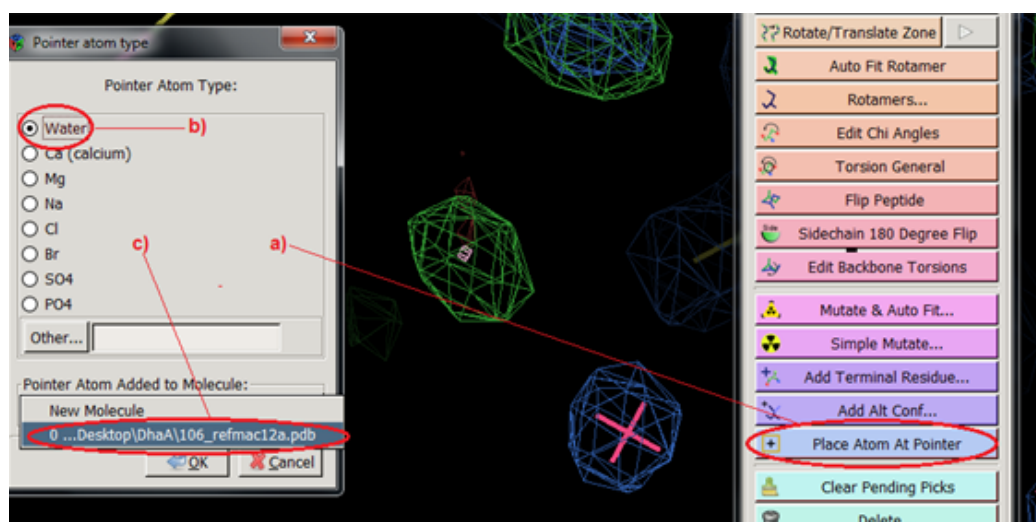 Pointer atom type
Pointer Atom Type:
Water
b)
Ca (calcium)
Mg
Na
Cl
c)
Br
SO4
PO4
Other...
Pointer Atom Added to Molecule:
New Molecule
0 ...Desktop\DhaA\106_refmac12a.pdb
OK
Cancel
a)
Rotate/Translate Zone
Auto Fit Rotamer
Rotamers...
Edit Chi Angles
Torsion General
Flip Peptide
Side
Sidechain 180 Degree Flip
Edit Backbone Torsions
Mutate & Auto Fit...
Simple Mutate...
Add Terminal Residue...
Add Alt Conf...
Place Atom At Pointer
Clear Pending Picks
Delete